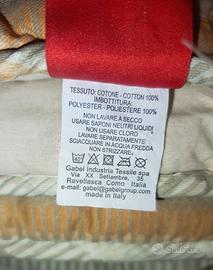 TESSUTO: COTONE - COTTON 100%
IMBOTTITURA:
POLYESTER - POLIESTERE 100%
NON LAVARE A SECCO
USARE SAPONI NEUTRI LIQUIDI
NON USARE CLORO
LAVARE SEPARATAMENTE
SCIACQUARE IN ACQUA FREDDA
NON STRIZZARE.
Gabel Industria Tessile spa
Via XX Settembre, 35
Rovellasca Como Italia
e-mail: gabel@gabelgroup.com
made in Italy
Subito